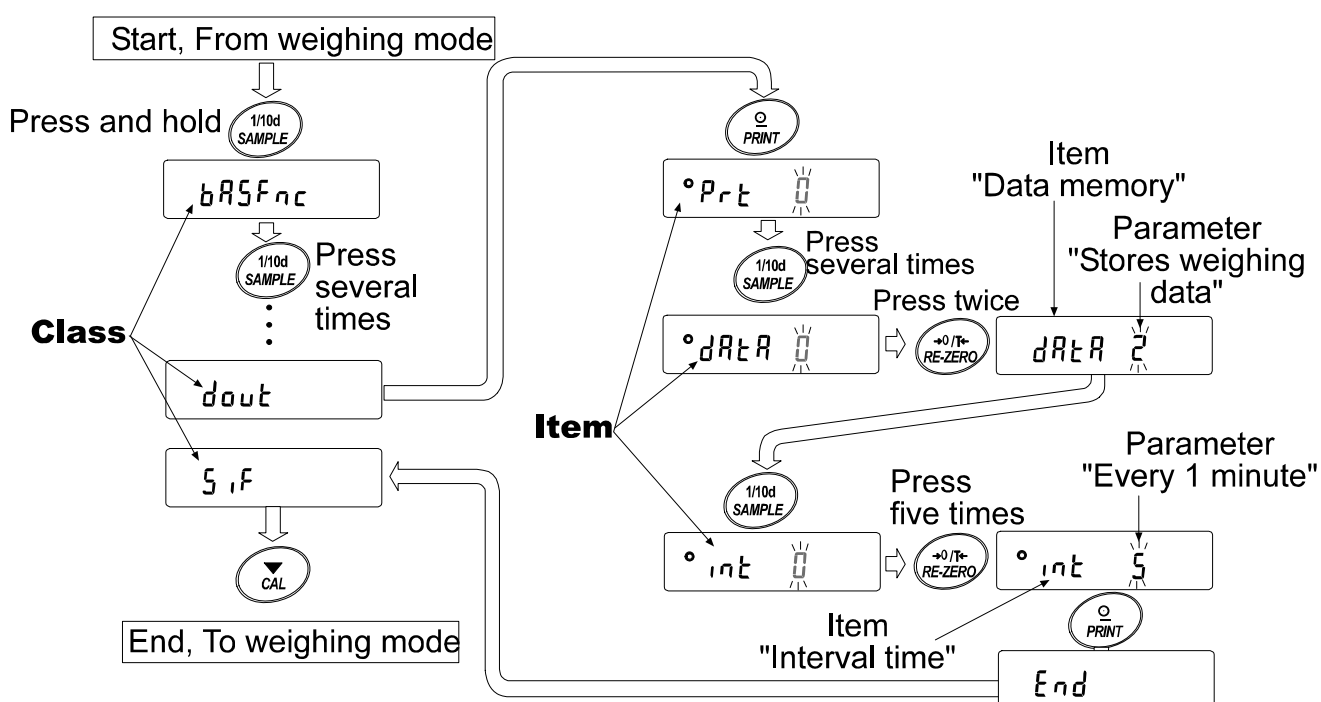 Start, From weighing mode
Press and hold
1/10d
SAMPLE
bASFnc
1/10d
SAMPLE
Press
several
times
Class
dout
SiF
CAL
End, To weighing mode
PRINT
Prt 0
1/10d
SAMPLE
Press
several times
Item
dAtA 0
Press twice
→0/T←
RE-ZERO
Item
"Data memory"
Parameter
"Stores weighing
data"
dAtA 2
1/10d
SAMPLE
int 0
Press
five times
→0/T←
RE-ZERO
Parameter
"Every 1 minute"
int 5
Item
"Interval time"
PRINT
End